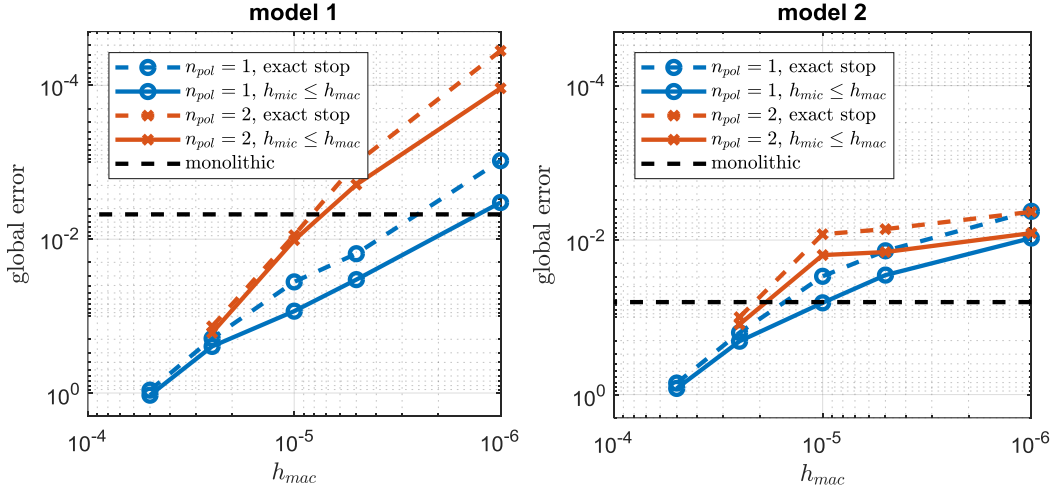 model 1
n_pol = 1, exact stop
n_pol = 1, h_mic ≤ h_mac
n_pol = 2, exact stop
n_pol = 2, h_mic ≤ h_mac
monolithic
global error
10^-4
10^-2
10^0
10^-4
10^-5
10^-6
h_mac
model 2
n_pol = 1, exact stop
n_pol = 1, h_mic ≤ h_mac
n_pol = 2, exact stop
n_pol = 2, h_mic ≤ h_mac
monolithic
global error
10^-4
10^-2
10^0
10^-4
10^-5
10^-6
h_mac